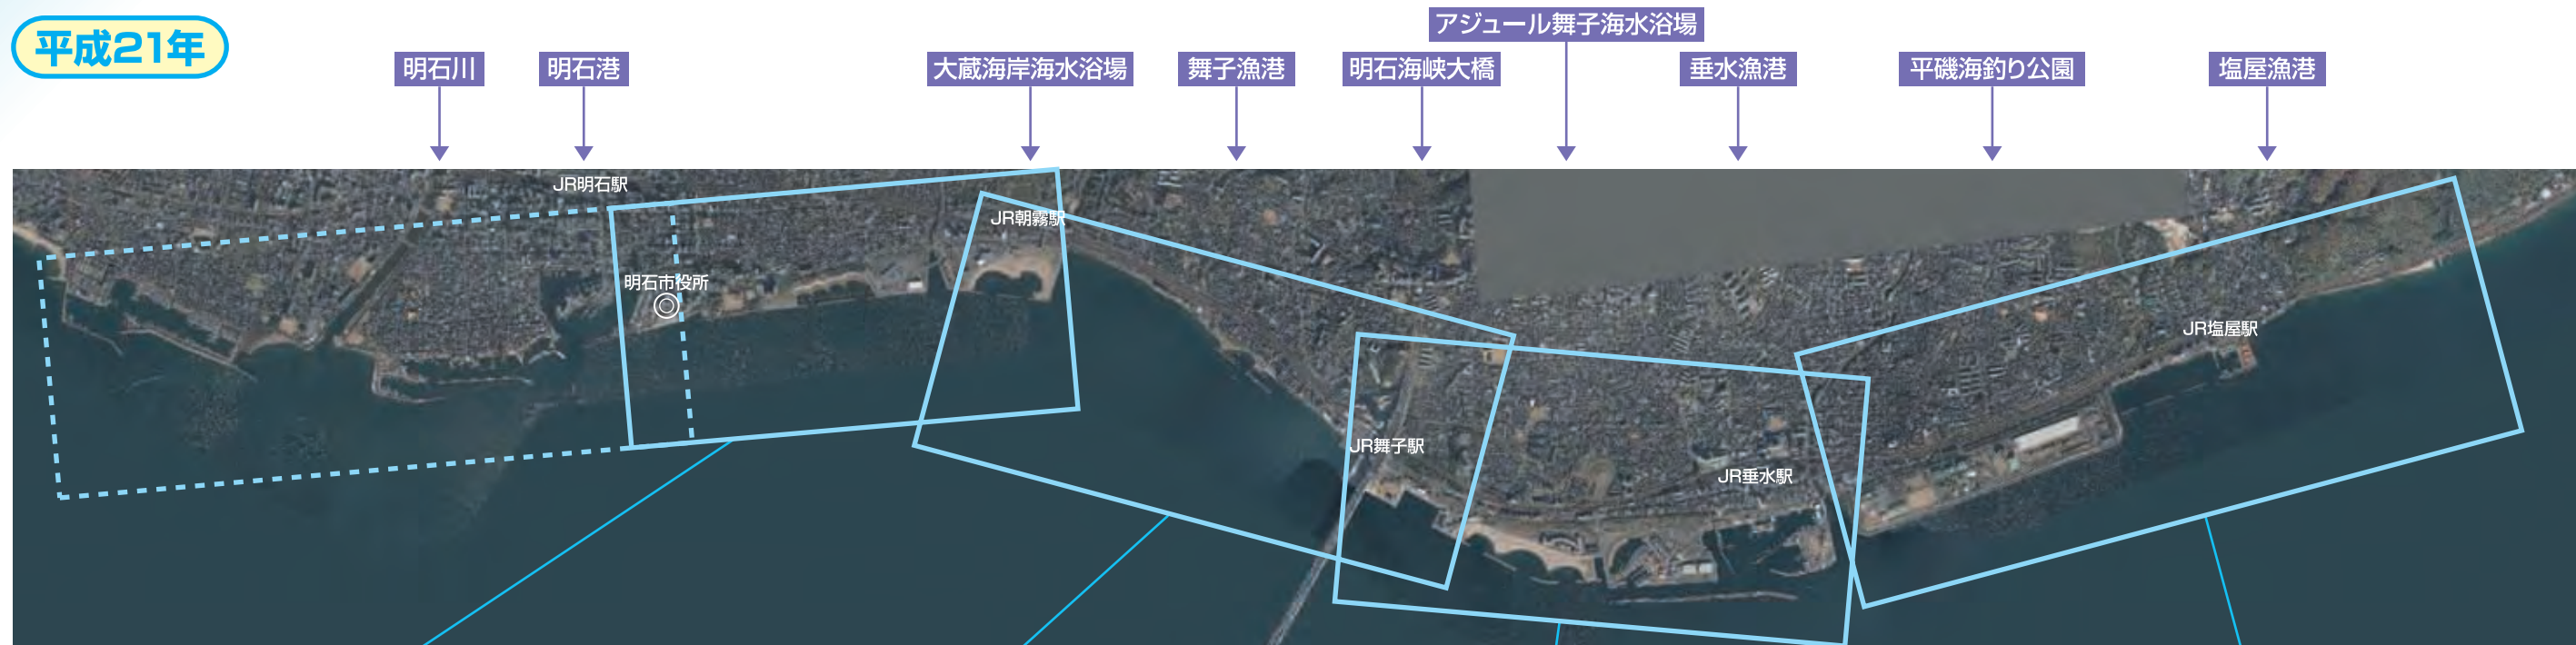 平成21年
アジュール舞子海水浴場
明石川
明石港
大蔵海岸海水浴場
舞子漁港
明石海峡大橋
垂水漁港
平磯海釣り公園
塩屋漁港
JR明石駅
JR朝霧駅
明石市役所
JR塩屋駅
JR舞子駅
JR垂水駅